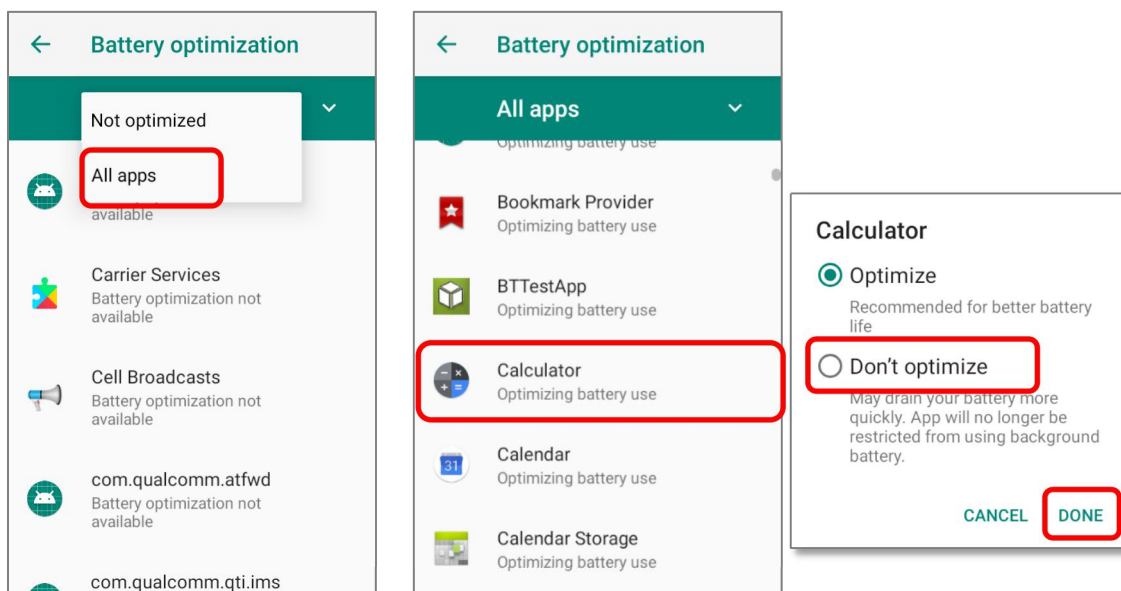 Battery optimization
Not optimized
All apps
available
Carrier Services
Battery optimization not
available
Cell Broadcasts
Battery optimization not
available
com.qualcomm.atfwd
Battery optimization not
available
com.qualcomm.qti.ims
Battery optimization
All apps
Optimizing battery use
Bookmark Provider
Optimizing battery use
BTTestApp
Optimizing battery use
Calculator
Optimizing battery use
Calendar
Optimizing battery use
31
Calendar Storage
Optimizing battery use
Calculator
Optimize
Recommended for better battery
life
Don't optimize
May drain your battery more
quickly. App will no longer be
restricted from using background
battery.
CANCEL DONE